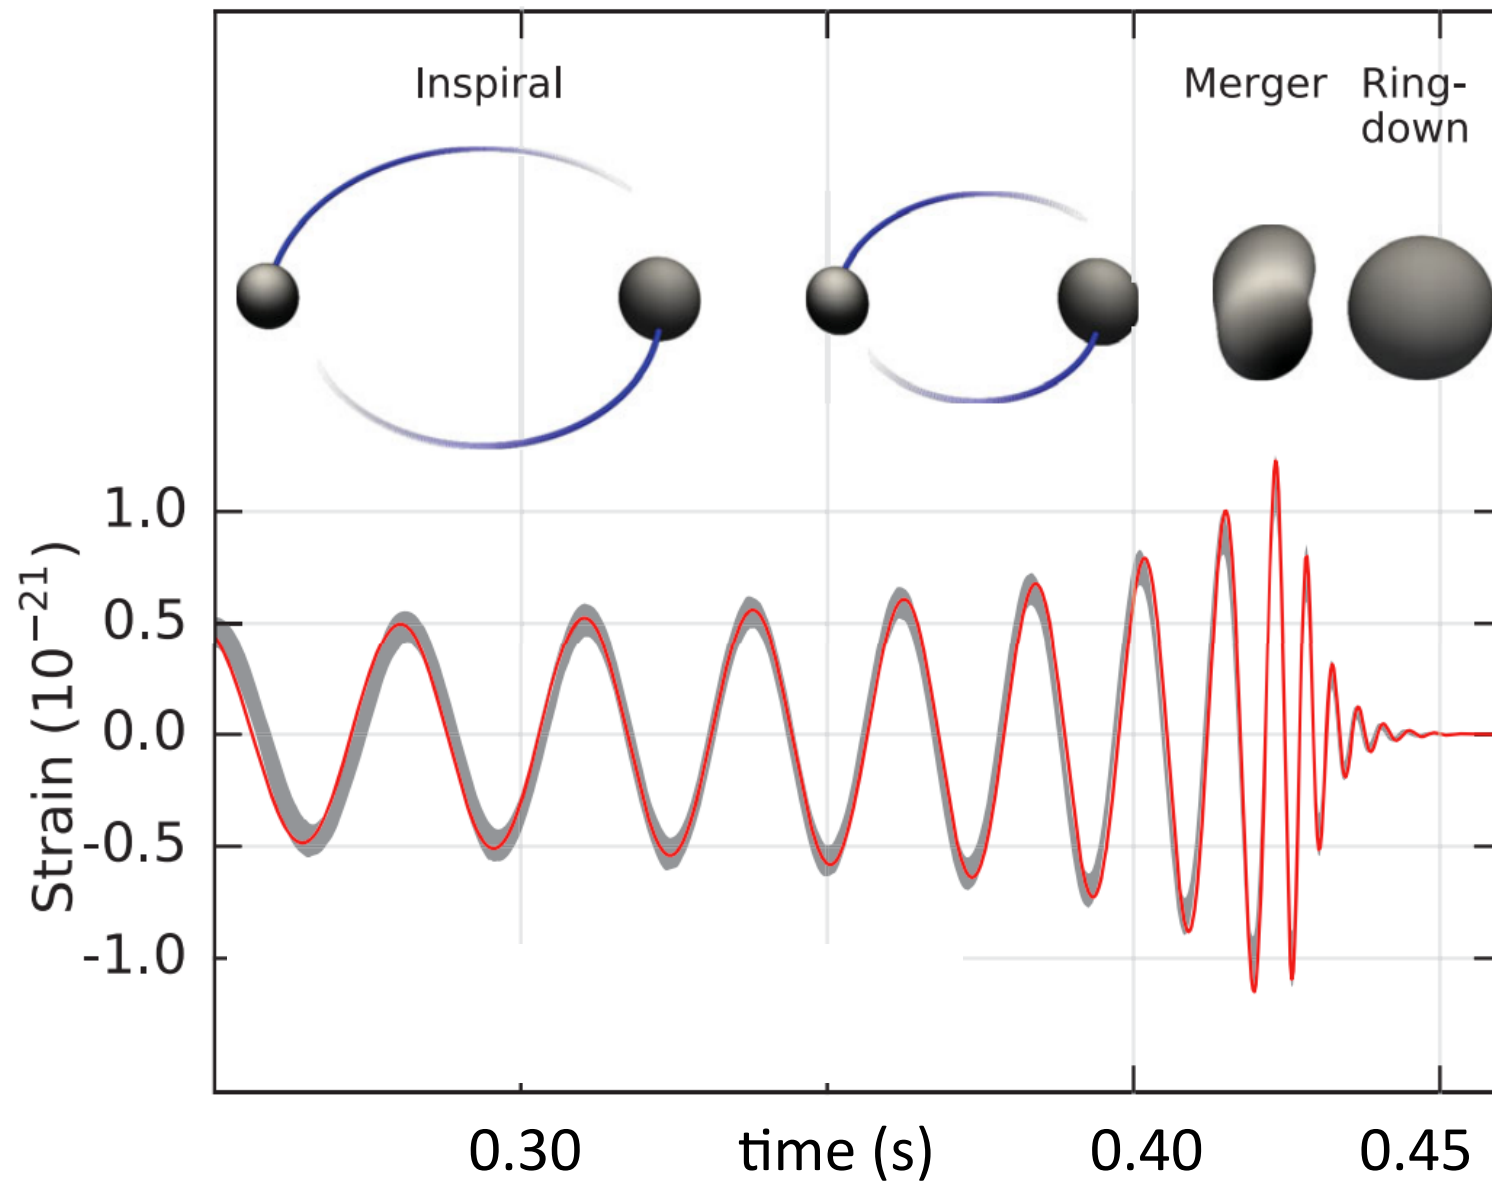 Inspiral
Merger
Ring-
down
Strain (10⁻²¹)
1.0
0.5
0.0
-0.5
-1.0
0.30
time (s)
0.40
0.45